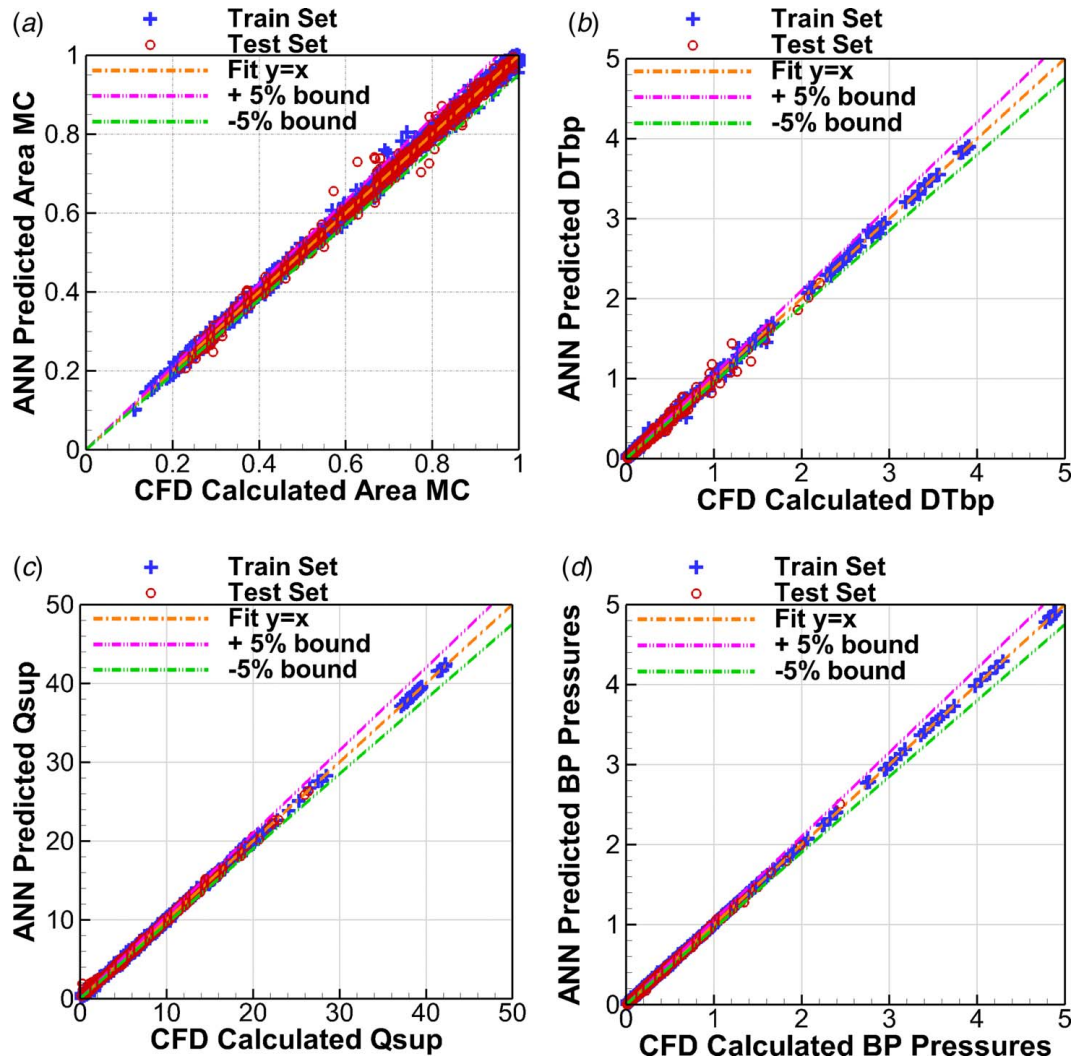 (a)
Train Set
Test Set
Fit y=x
+ 5% bound
-5% bound
ANN Predicted Area MC
1
0.8
0.6
0.4
0.2
0
0 0.2 0.4 0.6 0.8 1
CFD Calculated Area MC
(b)
Train Set
Test Set
Fit y=x
+ 5% bound
-5% bound
ANN Predicted DTbp
5
4
3
2
1
0
0 1 2 3 4 5
CFD Calculated DTbp
(c)
Train Set
Test Set
Fit y=x
+ 5% bound
-5% bound
ANN Predicted Qsup
50
40
30
20
10
0
0 10 20 30 40 50
CFD Calculated Qsup
(d)
Train Set
Test Set
Fit y=x
+ 5% bound
-5% bound
ANN Predicted BP Pressures
5
4
3
2
1
0
0 1 2 3 4 5
CFD Calculated BP Pressures